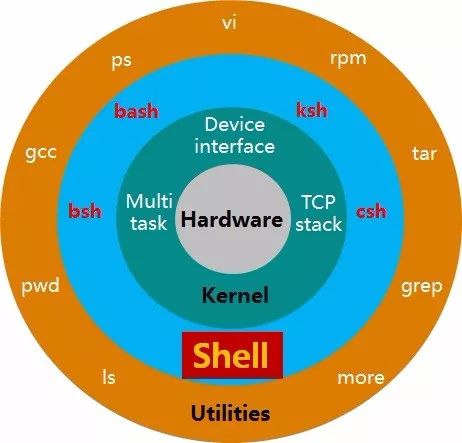 vi
ps
rpm
bash
ksh
Device
interface
gcc
tar
Multi
task
Hardware
TCP
stack
bsh
csh
pwd
Kernel
grep
Shell
ls
more
Utilities